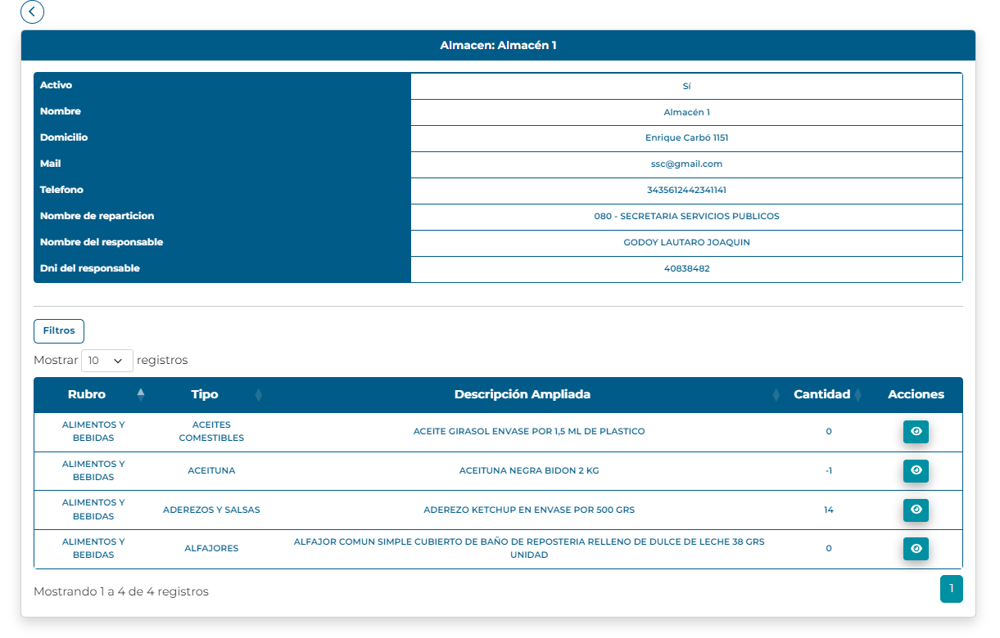 Almacen: Almacén 1
Activo Sí
Nombre Almacén 1
Domicilio Enrique Carbó 1151
Mail ssc@gmail.com
Telefono 3435612442341141
Nombre de reparticion 080 - SECRETARIA SERVICIOS PUBLICOS
Nombre del responsable GODOY LAUTARO JOAQUIN
Dni del responsable 40838482
Filtros
Mostrar 10 registros
Rubro Tipo Descripción Ampliada Cantidad Acciones
ALIMENTOS Y ACEITES
BEBIDAS COMESTIBLES ACEITE GIRASOL ENVASE POR 1,5 ML DE PLASTICO 0
ALIMENTOS Y
BEBIDAS ACEITUNA ACEITUNA NEGRA BIDON 2 KG -1
ALIMENTOS Y
BEBIDAS ADEREZOS Y SALSAS ADEREZO KETCHUP EN ENVASE POR 500 GRS 14
ALIMENTOS Y ALFAJOR COMUN SIMPLE CUBIERTO DE BAÑO DE REPOSTERIA RELLENO DE DULCE DE LECHE 38 GRS
BEBIDAS ALFAJORES UNIDAD 0
Mostrando 1 a 4 de 4 registros 1